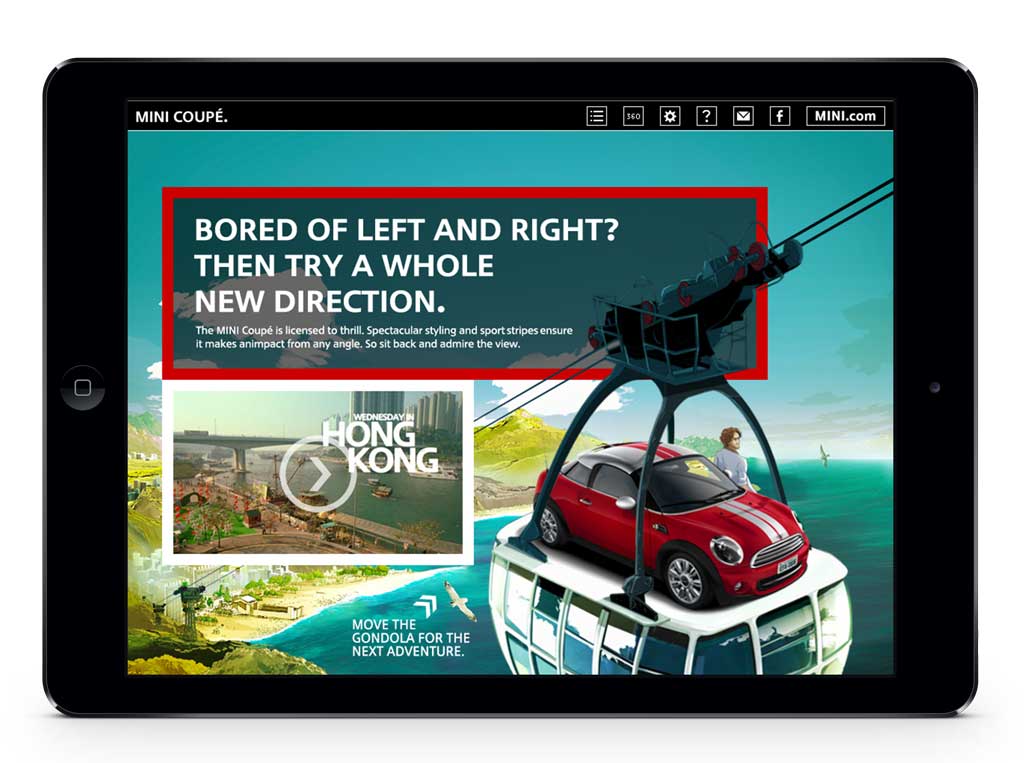 MINI COUPÉ.
360
?
f
MINI.com
BORED OF LEFT AND RIGHT?
THEN TRY A WHOLE
NEW DIRECTION.
The MINI Coupé is licensed to thrill. Spectacular styling and sport stripes ensure
it makes animpact from any angle. So sit back and admire the view.
WEDNESDAY IN
HONG
KONG
MOVE THE
GONDOLA FOR THE
NEXT ADVENTURE.